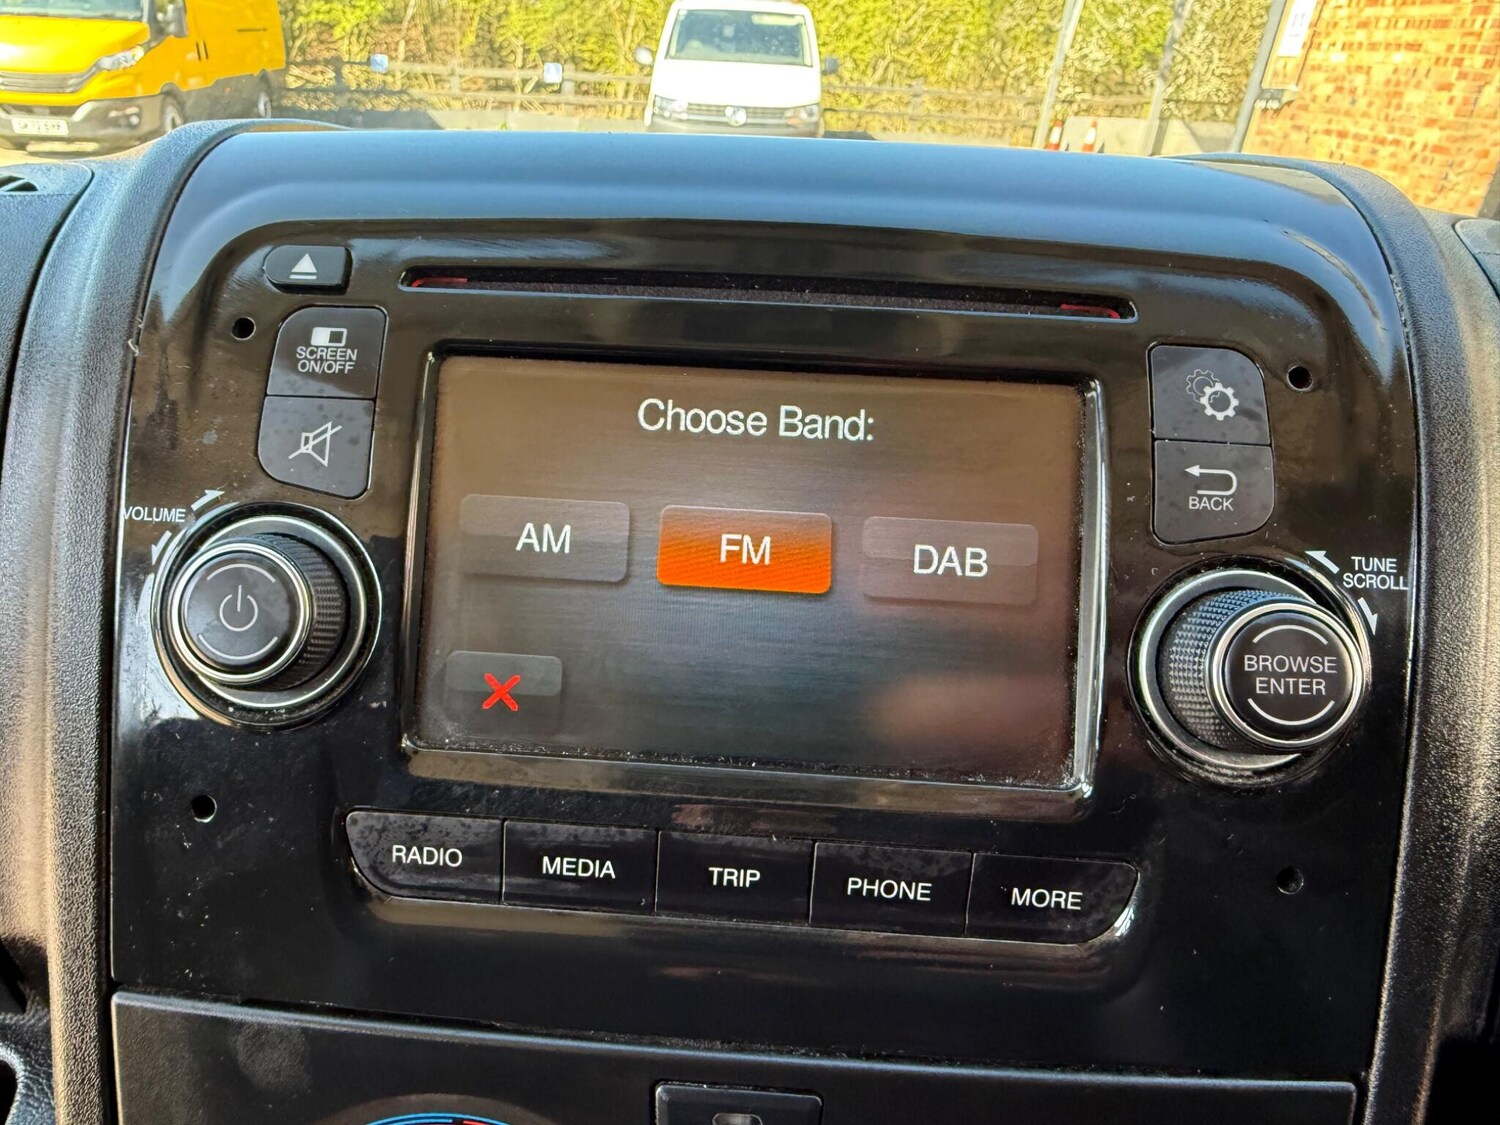 SCREEN
ON/OFF
VOLUME
Choose Band:
AM
FM
DAB
BACK
TUNE
SCROLL
BROWSE
ENTER
RADIO
MEDIA
TRIP
PHONE
MORE